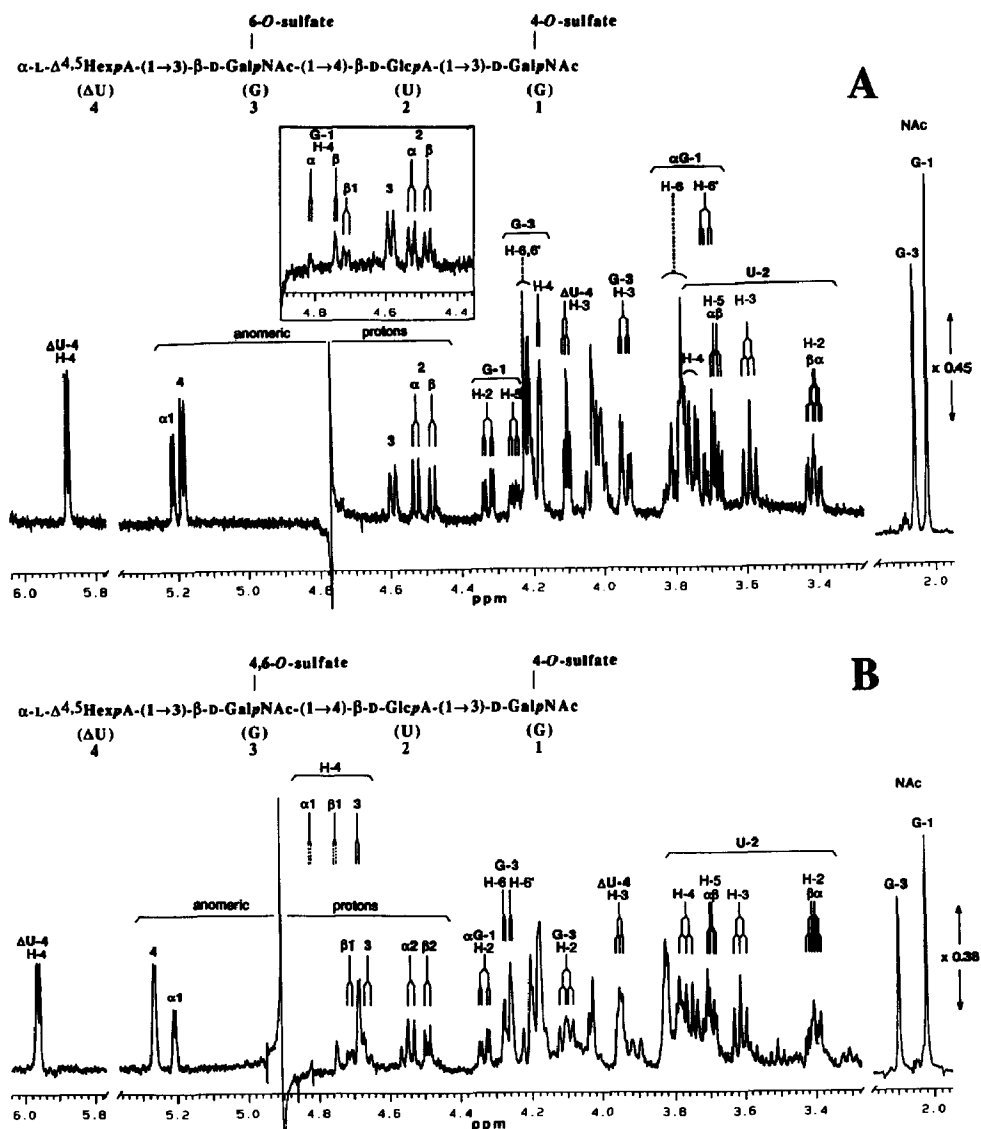 6-O-sulfate 4-O-sulfate
α-L-Δ4,5HexpA-(1→3)-β-D-GalpNAc-(1→4)-β-D-GlcpA-(1→3)-D-GalpNAc
(ΔU) (G) (U) (G)
4 3 2 1
A
NAc
G-1
G-3
x 0.45
G-1
H-4
α β
β1
3
2
α β
4.8 4.6 4.4
αG-1
H-6 H-6'
G-3
H-6,6'
H-4
ΔU-4
H-3
G-3
H-3
U-2
H-4
H-5
αβ
H-3
H-2
βα
anomeric protons
ΔU-4
H-4
α1
4
3
2
α β
G-1
H-2 H-5
6.0 5.8 5.2 5.0 4.8 4.6 4.4 4.2 4.0 3.8 3.6 3.4 2.0
ppm
4,6-O-sulfate 4-O-sulfate
B
α-L-Δ4,5HexpA-(1→3)-β-D-GalpNAc-(1→4)-β-D-GlcpA-(1→3)-D-GalpNAc
(ΔU) (G) (U) (G)
4 3 2 1
H-4
α1 β1 3
NAc
G-1
G-3
x 0.38
U-2
H-4
H-5
αβ
H-3
H-2
βα
G-3
H-6 H-6'
ΔU-4
H-3
anomeric protons
ΔU-4
H-4
4
α1
β1 3
α2 β2
αG-1
H-2
G-3
H-2
6.0 5.8 5.2 5.0 4.8 4.6 4.4 4.2 4.0 3.8 3.6 3.4 2.0
ppm